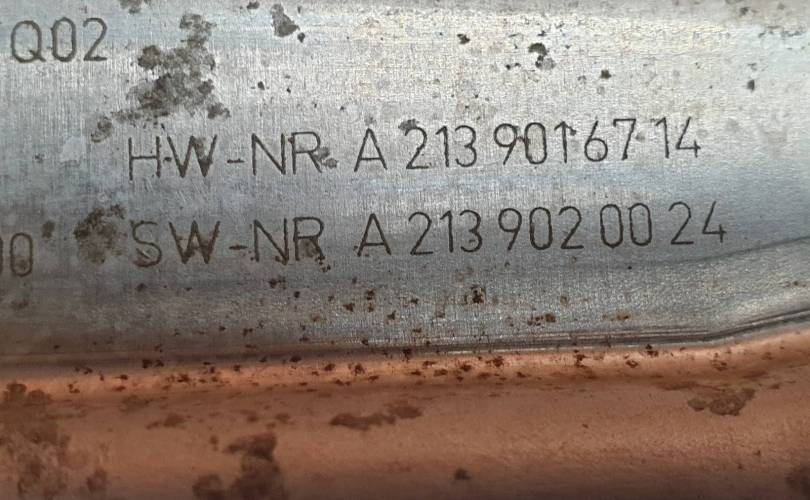 Q02
HW-NR A 213 901 67 14
SW-NR A 213 902 00 24